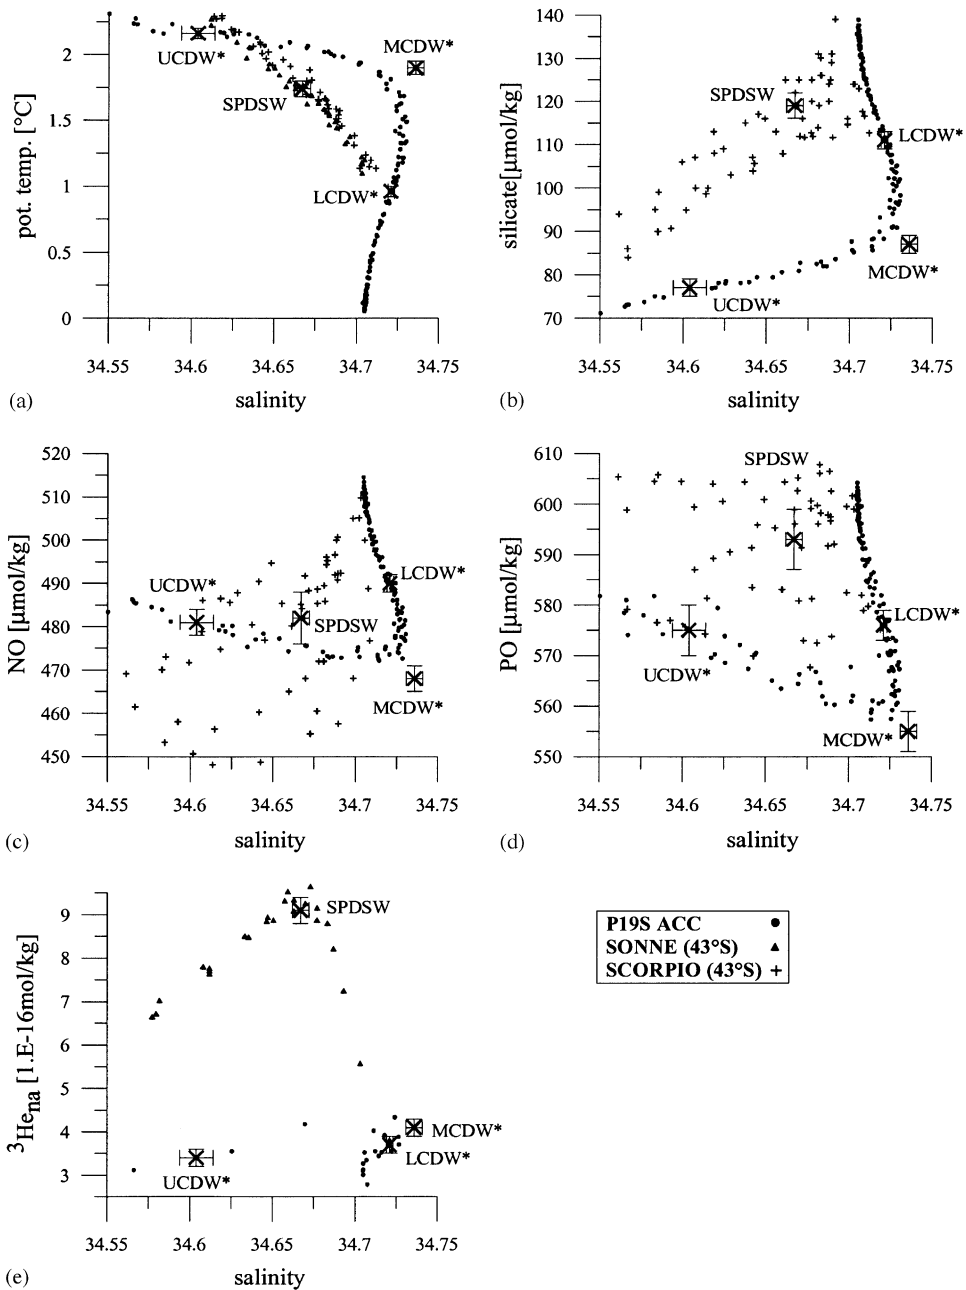 2
1.5
1
0.5
0
pot. temp. [°C]
UCDW*
MCDW*
SPDSW
LCDW*
34.55 34.6 34.65 34.7 34.75
(a) salinity
140
130
120
110
100
90
80
70
silicate[µmol/kg]
SPDSW
LCDW*
MCDW*
UCDW*
34.55 34.6 34.65 34.7 34.75
(b) salinity
520
510
500
490
480
470
460
450
NO [µmol/kg]
UCDW*
LCDW*
SPDSW
MCDW*
34.55 34.6 34.65 34.7 34.75
(c) salinity
610
600
590
580
570
560
550
PO [µmol/kg]
SPDSW
LCDW*
UCDW*
MCDW*
34.55 34.6 34.65 34.7 34.75
(d) salinity
9
8
7
6
5
4
3
³Hena [1.E-16mol/kg]
SPDSW
MCDW*
LCDW*
UCDW*
34.55 34.6 34.65 34.7 34.75
(e) salinity
P19S ACC
SONNE (43°S)
SCORPIO (43°S)